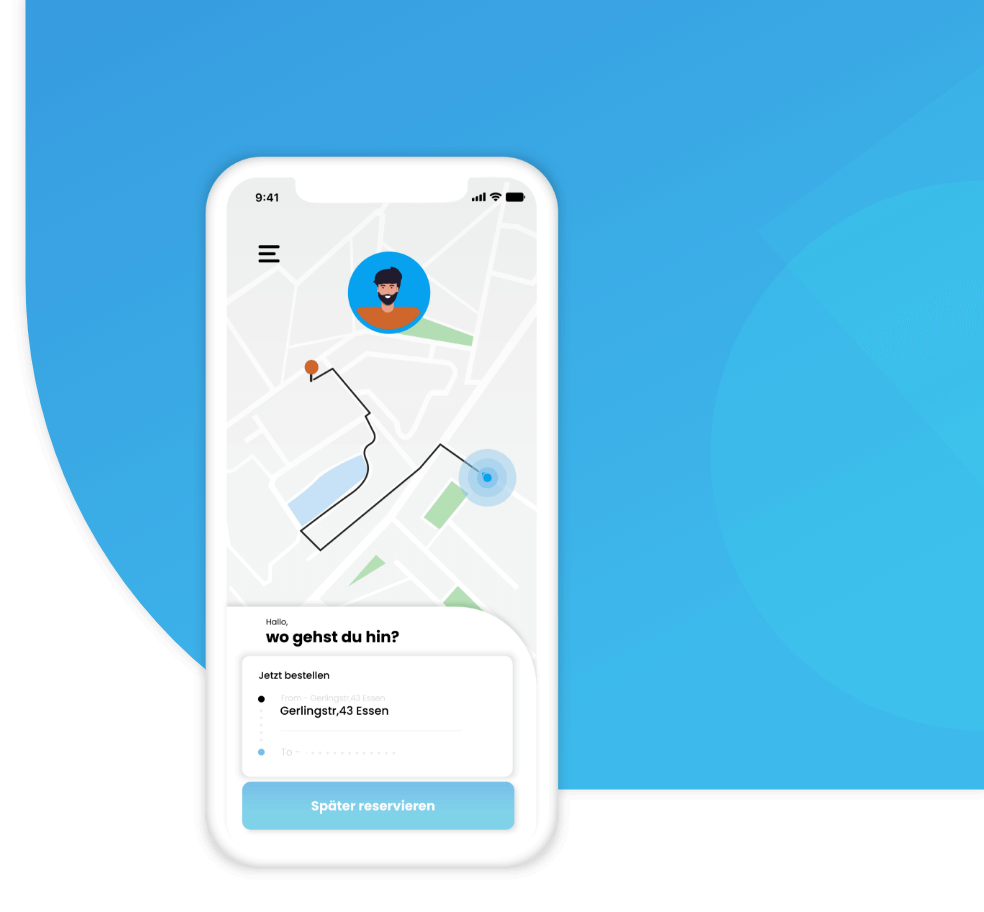 9:41
Hallo,
wo gehst du hin?
Jetzt bestellen
From - Gerlingstr,43 Essen
Gerlingstr,43 Essen
To - . . . . . . . . . . . . .
Später reservieren